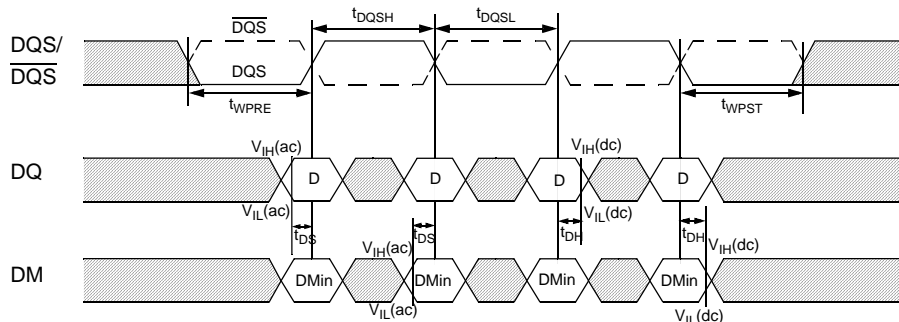 DQS/
DQS
DQS
DQS
tDQSH
tDQSL
tWPRE
tWPST
DQ
VIH(ac)
VIL(ac)
D
D
D
D
VIH(dc)
VIL(dc)
tDS
tDS
tDH
tDH
DM
VIH(ac)
VIL(ac)
DMin
DMin
DMin
DMin
VIH(dc)
VIL(dc)